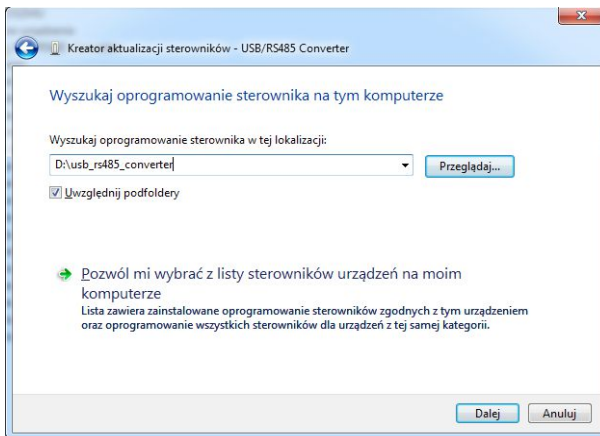 Kreator aktualizacji sterowników - USB/RS485 Converter
Wyszukaj oprogramowanie sterownika na tym komputerze
Wyszukaj oprogramowanie sterownika w tej lokalizacji:
D:\usb_rs485_converter
Przeglądaj...
Uwzględnij podfoldery
Pozwól mi wybrać z listy sterowników urządzeń na moim
komputerze
Lista zawiera zainstalowane oprogramowanie sterowników zgodnych z tym urządzeniem
oraz oprogramowanie wszystkich sterowników dla urządzeń z tej samej kategorii.
Dalej
Anuluj